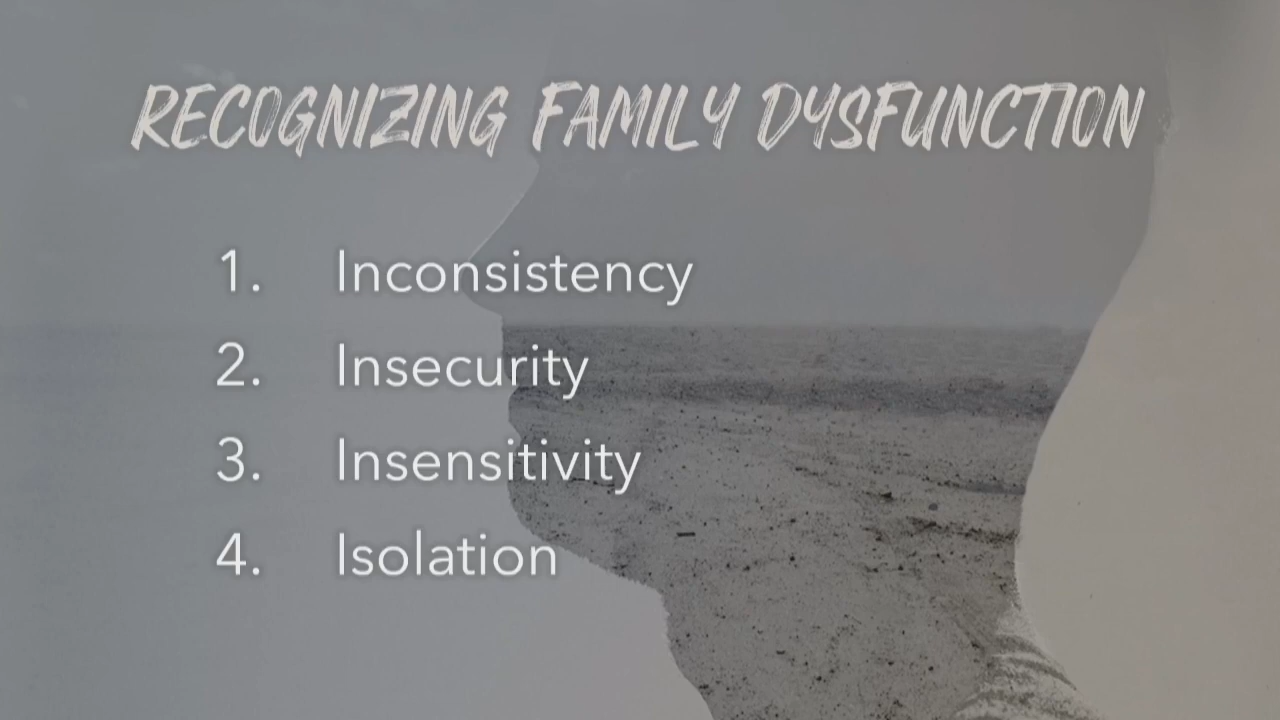 RECOGNIZING FAMILY DYSFUNCTION
1. Inconsistency
2. Insecurity
3. Insensitivity
4. Isolation